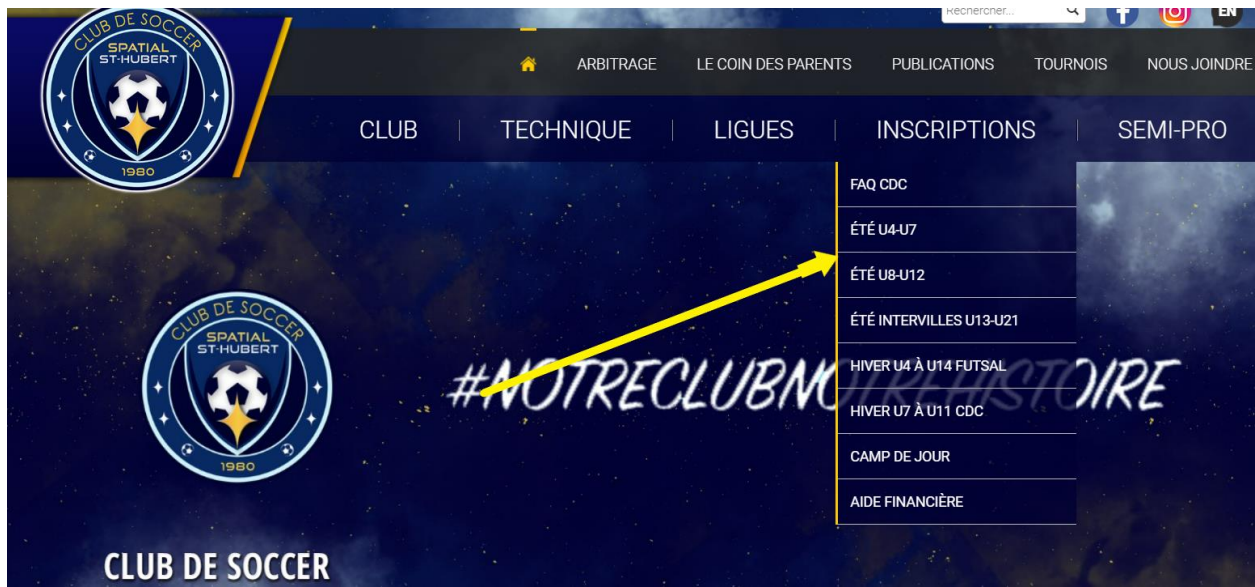 CLUB DE SOCCER
SPATIAL
ST-HUBERT
1980
Rechercher...
f
EN
ARBITRAGE
LE COIN DES PARENTS
PUBLICATIONS
TOURNOIS
NOUS JOINDRE
CLUB
TECHNIQUE
LIGUES
INSCRIPTIONS
SEMI-PRO
FAQ CDC
ÉTÉ U4-U7
ÉTÉ U8-U12
ÉTÉ INTERVILLES U13-U21
HIVER U4 À U14 FUTSAL
HIVER U7 À U11 CDC
CAMP DE JOUR
AIDE FINANCIÈRE
CLUB DE SOCCER
SPATIAL
ST-HUBERT
1980
#NOTRECLUBNOTREHISTOIRE
CLUB DE SOCCER